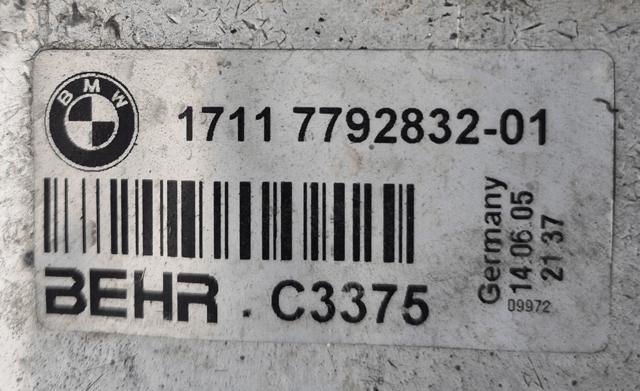 BMW
1711 7792832-01
BEHR . C3375
Germany
14.06.05
21 37
09972